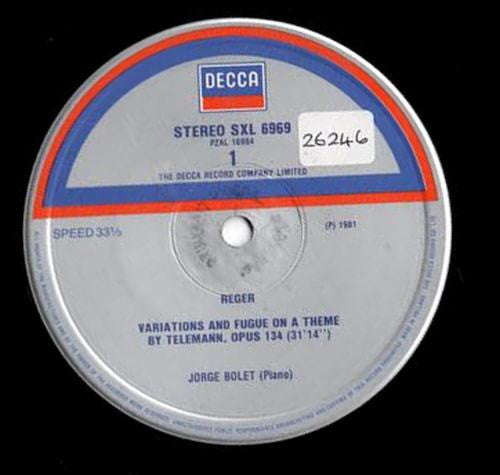 DECCA
STEREO SXL 6969
PZAL 16984
26246
1
THE DECCA RECORD COMPANY LIMITED
SPEED 33⅓
(P) 1981
REGER
VARIATIONS AND FUGUE ON A THEME
BY TELEMANN, OPUS 134 (31'14'')
JORGE BOLET (Piano)